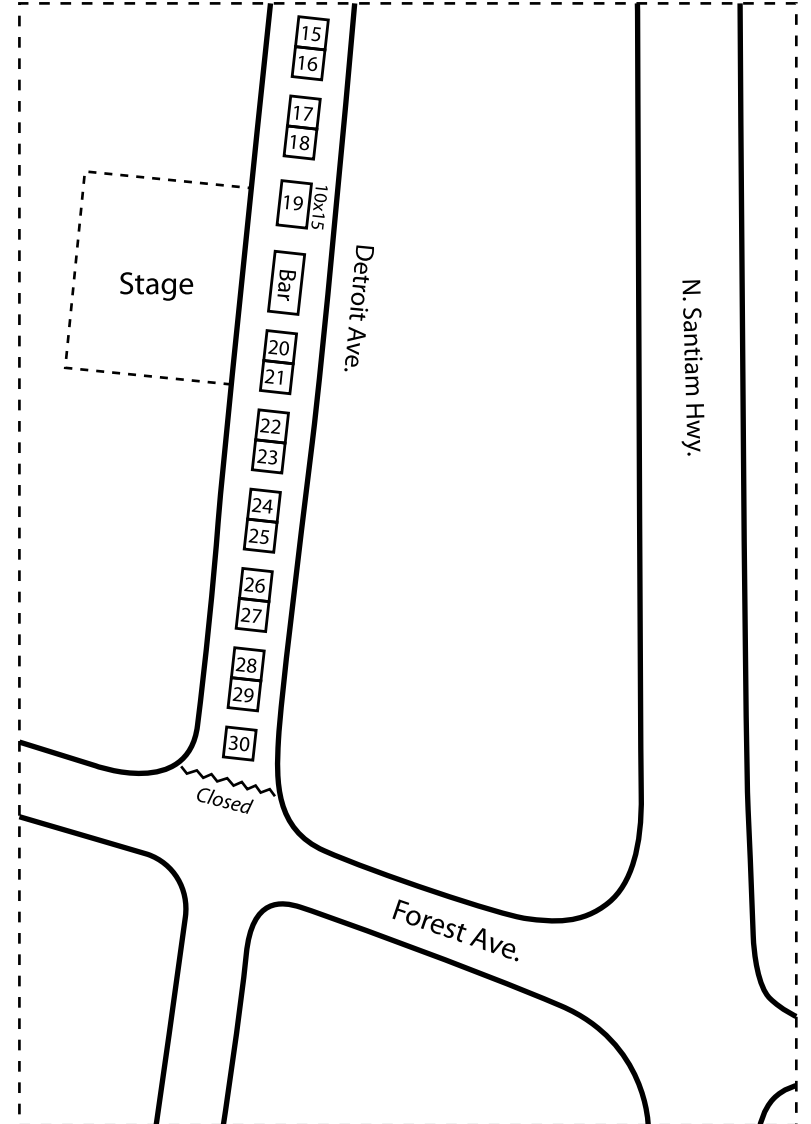 15
16
17
18
19
10x15
Stage
Bar
Detroit Ave.
N. Santiam Hwy.
20
21
22
23
24
25
26
27
28
29
30
Closed
Forest Ave.